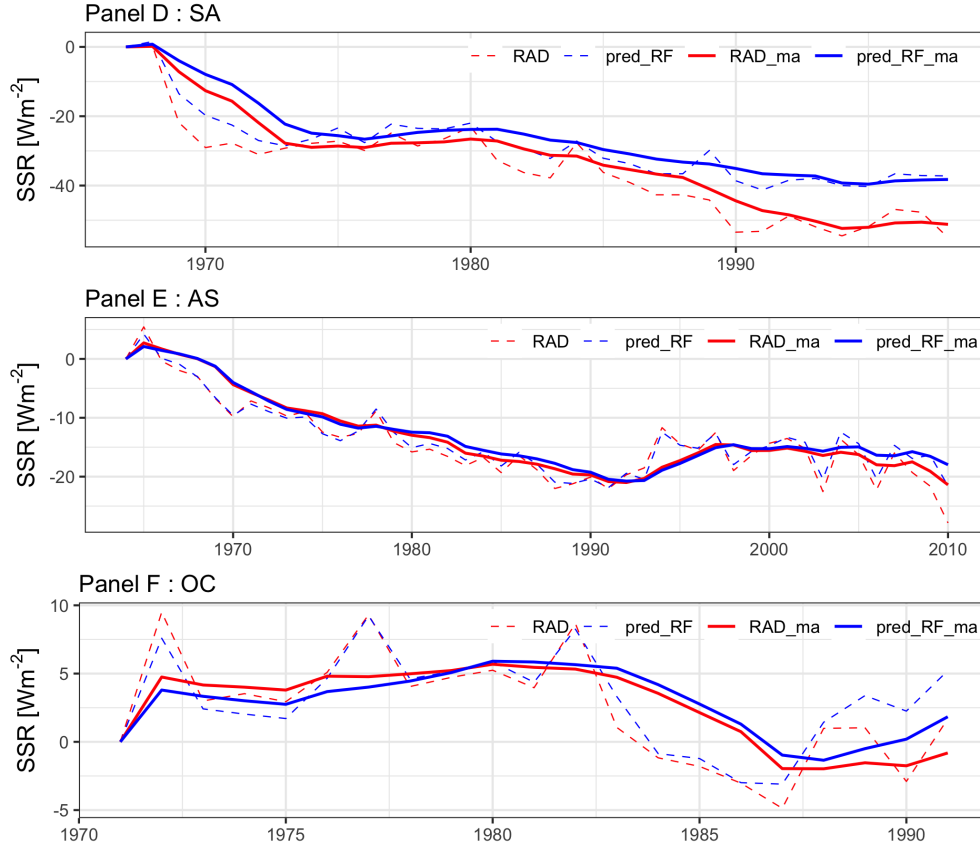 Panel D : SA
RAD pred_RF RAD_ma pred_RF_ma
SSR [Wm⁻²]
0
-20
-40
1970 1980 1990
Panel E : AS
RAD pred_RF RAD_ma pred_RF_ma
SSR [Wm⁻²]
0
-10
-20
1970 1980 1990 2000 2010
Panel F : OC
RAD pred_RF RAD_ma pred_RF_ma
SSR [Wm⁻²]
10
5
0
-5
1970 1975 1980 1985 1990